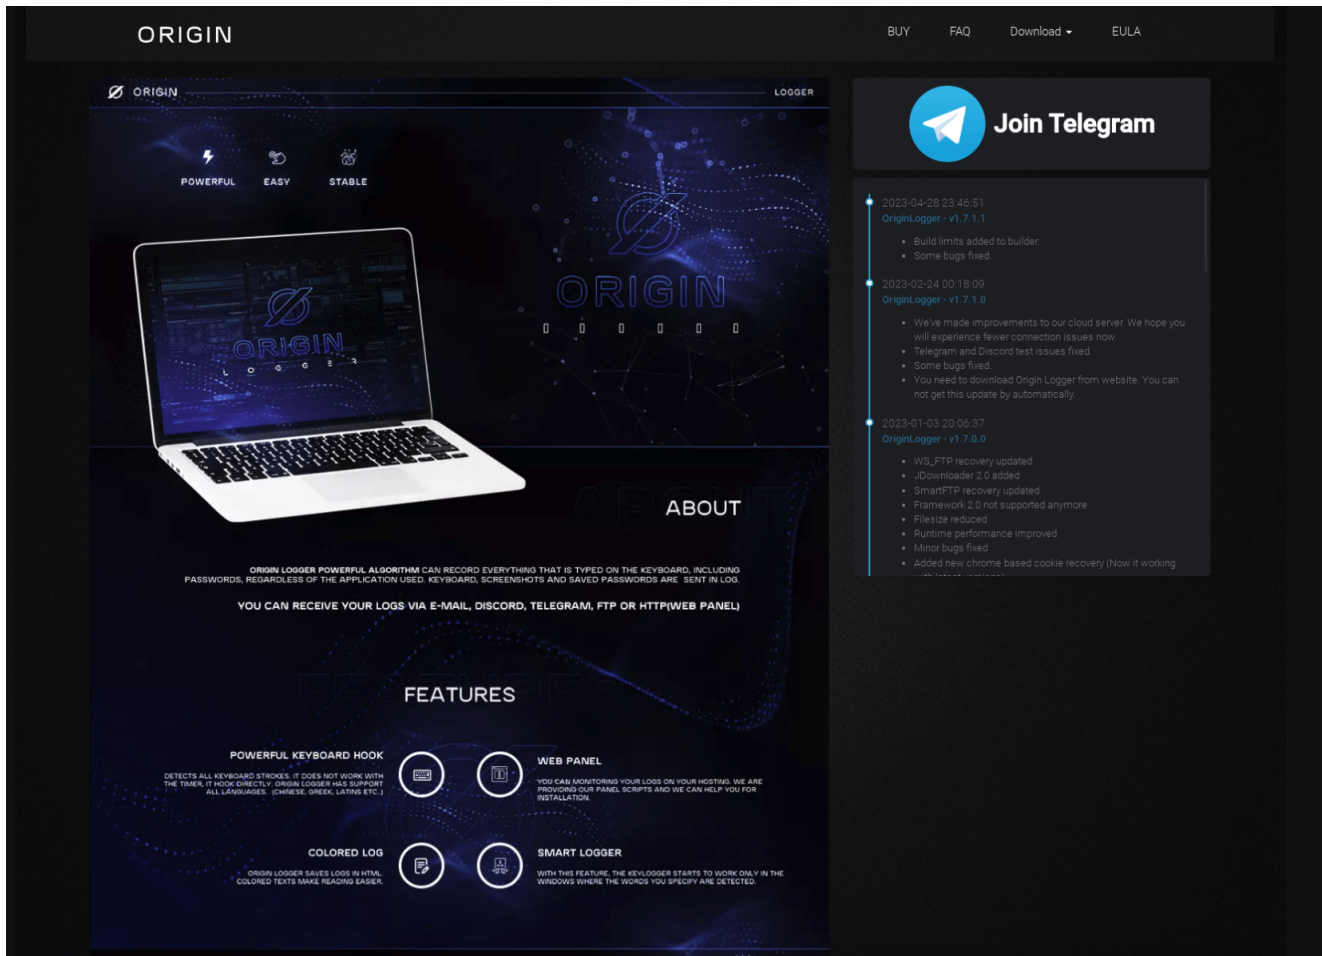 ORIGIN
BUY
FAQ
Download
EULA
ORIGIN
LOGGER
POWERFUL
EASY
STABLE
ORIGIN
LOGGER
ORIGIN
ABOUT
ABOUT
ORIGIN LOGGER POWERFUL ALGORITHM CAN RECORD EVERYTHING THAT IS TYPED ON THE KEYBOARD, INCLUDING
PASSWORDS, REGARDLESS OF THE APPLICATION USED. KEYBOARD, SCREENSHOTS AND SAVED PASSWORDS ARE SENT IN LOG.
YOU CAN RECEIVE YOUR LOGS VIA E-MAIL, DISCORD, TELEGRAM, FTP OR HTTP(WEB PANEL)
FEATURES
FEATURES
POWERFUL KEYBOARD HOOK
DETECTS ALL KEYBOARD STROKES. IT DOES NOT WORK WITH
THE TIMER, IT HOOK DIRECTLY. ORIGIN LOGGER HAS SUPPORT
ALL LANGUAGES. (CHINESE, GREEK, LATINS ETC.)
WEB PANEL
YOU CAN MONITORING YOUR LOGS ON YOUR HOSTING. WE ARE
PROVIDING OUR PANEL SCRIPTS AND WE CAN HELP YOU FOR
INSTALLATION.
COLORED LOG
ORIGIN LOGGER SAVES LOGS IN HTML.
COLORED TEXTS MAKE READING EASIER.
SMART LOGGER
WITH THIS FEATURE, THE KEYLOGGER STARTS TO WORK ONLY IN THE
WINDOWS WHERE THE WORDS YOU SPECIFY ARE DETECTED.
Join Telegram
2023-04-28 23:46:51
OriginLogger - v1.7.1.1
Build limits added to builder.
Some bugs fixed
2023-02-24 00:18:09
OriginLogger - v1.7.1.0
We've made improvements to our cloud server. We hope you
will experience fewer connection issues now.
Telegram and Discord test issues fixed.
Some bugs fixed.
You need to download Origin Logger from website. You can
not get this update by automatically.
2023-01-03 20:06:37
OriginLogger - v1.7.0.0
WS_FTP recovery updated
JDownloader 2.0 added
SmartFTP recovery updated
Framework 2.0 not supported anymore
Filesize reduced
Runtime performance improved
Minor bugs fixed
Added new chrome based cookie recovery (Now it working
with latest versions)